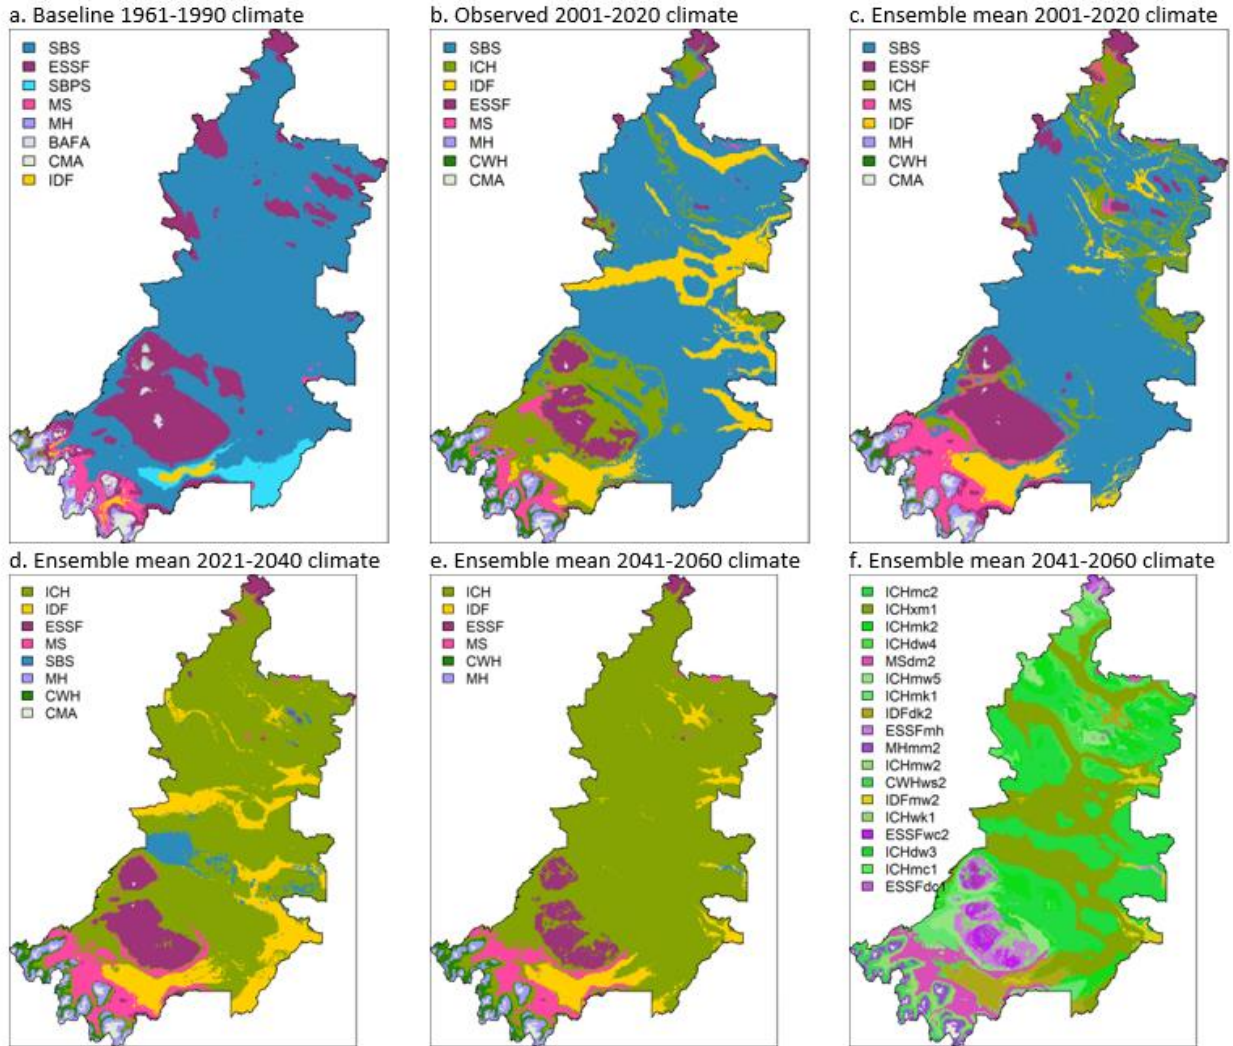 a. Baseline 1961-1990 climate
SBS
ESSF
SBPS
MS
MH
BAFA
CMA
IDF
b. Observed 2001-2020 climate
SBS
ICH
IDF
ESSF
MS
MH
CWH
CMA
c. Ensemble mean 2001-2020 climate
SBS
ESSF
ICH
MS
IDF
MH
CWH
CMA
d. Ensemble mean 2021-2040 climate
ICH
IDF
ESSF
MS
SBS
MH
CWH
CMA
e. Ensemble mean 2041-2060 climate
ICH
IDF
ESSF
MS
CWH
MH
f. Ensemble mean 2041-2060 climate
ICHmc2
ICHxm1
ICHmk2
ICHdw4
MSdm2
ICHmw5
ICHmk1
IDFdk2
ESSFmh
MHmm2
ICHmw2
CWHws2
IDFmw2
ICHwk1
ESSFwc2
ICHdw3
ICHmc1
ESSFdc1